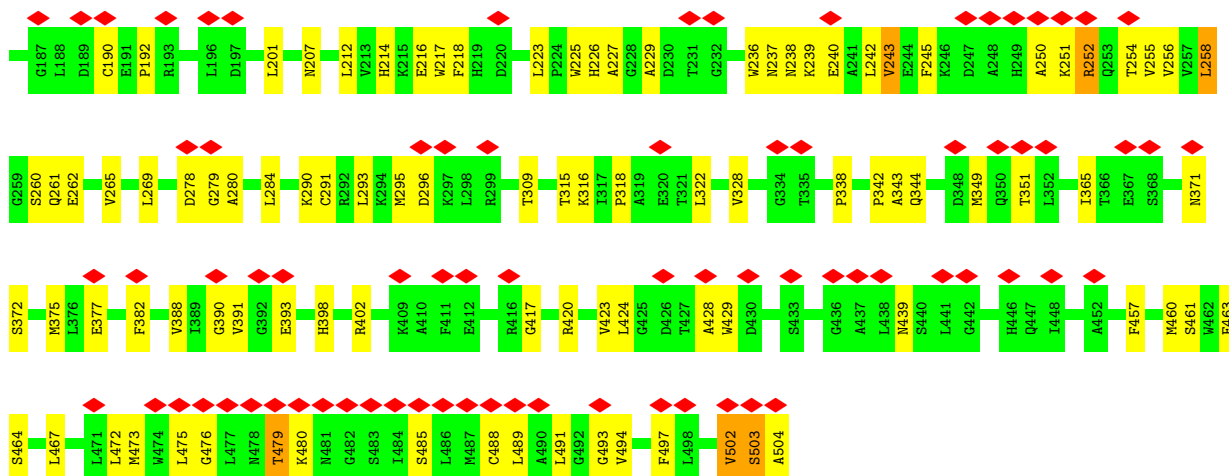 G187 L188 D189 C190 E191 P192 R193 L196 D197 L201 N207 L212 V213 H214 K215 E216 W217 F218 H219 D220 L223 P224 W225 H226 A227 G228 A229 D230 T231 G232 W236 N237 N238 K239 E240 A241 L242 V243 E244 F245 K246 D247 A248 H249 A250 K251 R252 Q253 T254 V255 V256 V257 L258
G259 S260 Q261 E262 V265 L269 D278 G279 A280 L284 K290 C291 R292 L293 K294 M295 D296 K297 L298 R299 T309 T315 K316 I317 P318 A319 E320 T321 L322 V328 G334 T335 P338 P342 A343 Q344 D348 M349 Q350 T351 L352 I365 T366 E367 S368 N371
S372 M375 L376 E377 F382 V388 I389 G390 V391 G392 E393 H398 R402 K409 A410 F411 E412 R416 G417 R420 V423 L424 G425 D426 T427 A428 W429 D430 S433 G436 A437 L438 N439 S440 L441 G442 H446 Q447 I448 A452 F457 M460 S461 W462
S464 L467 L471 L472 M473 W474 L475 G476 L477 N478 T479 K480 N481 G482 S483 I484 S485 L486 M487 C488 L489 A490 L491 G492 G493 V494 F497 L498 V502 S503 A504